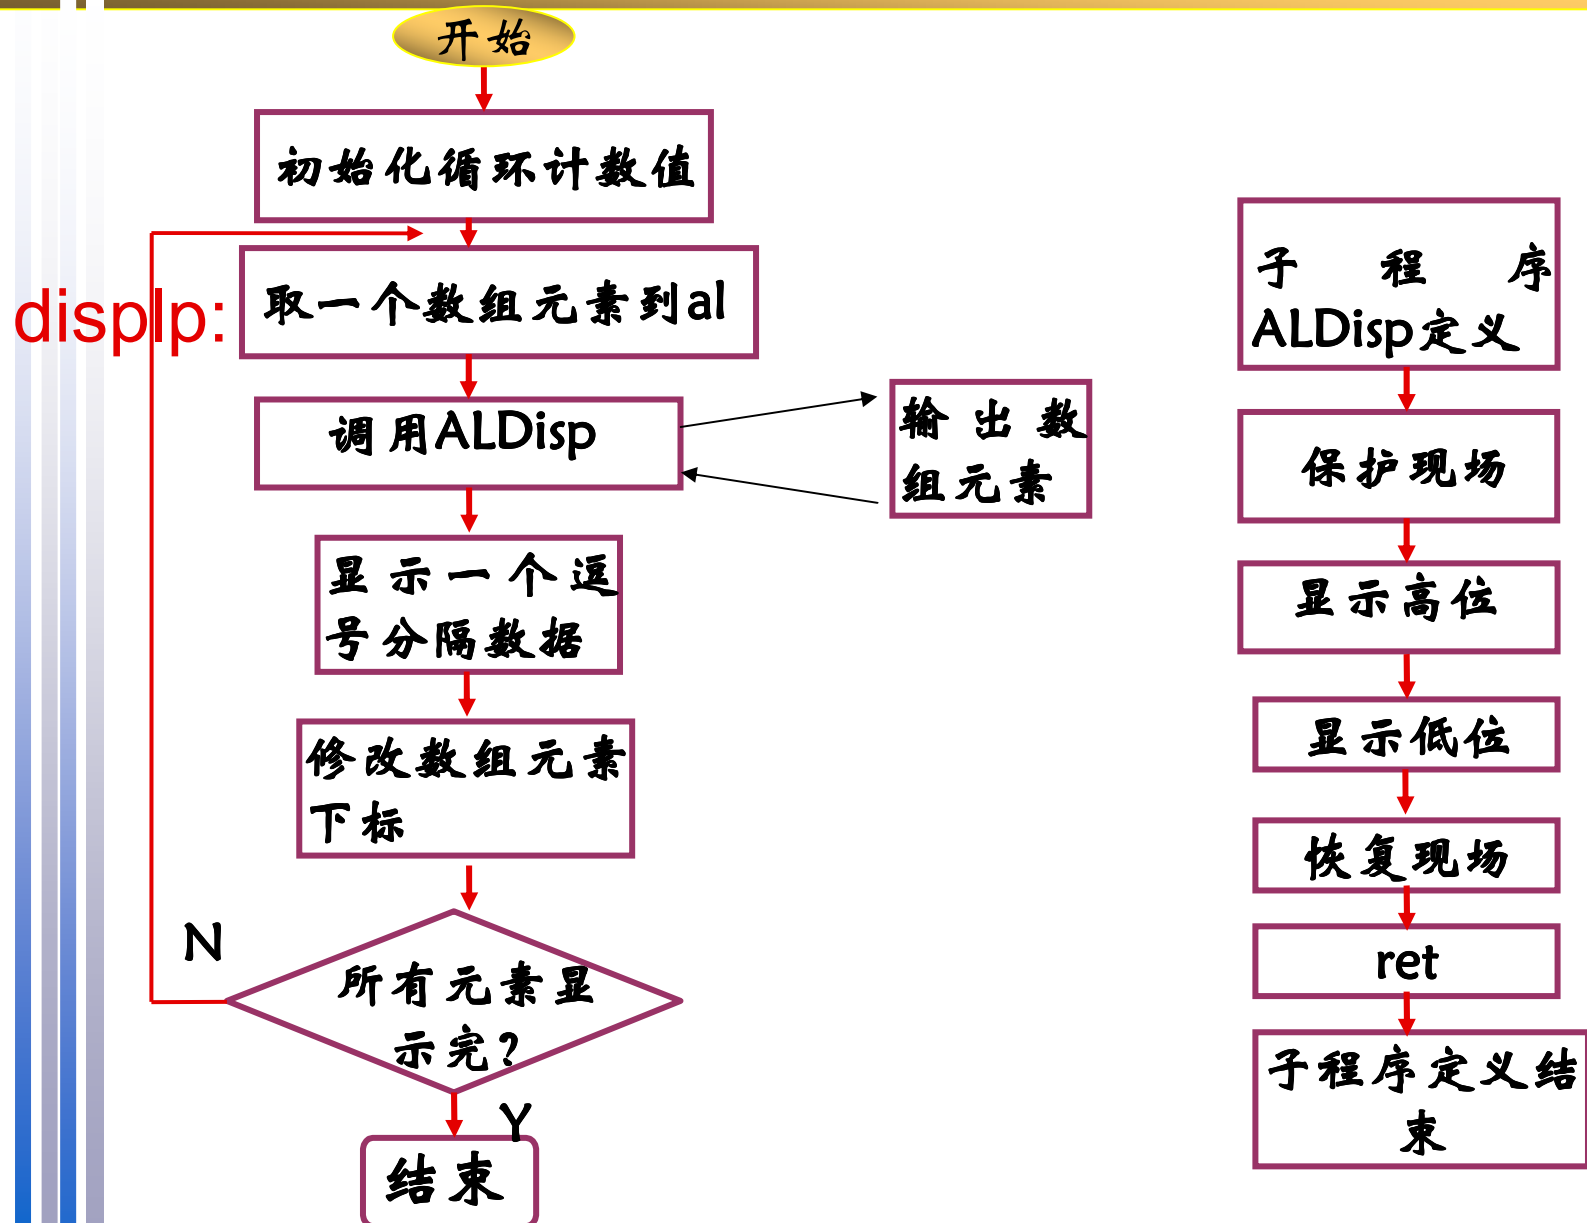 开始
初始化循环计数值
displp:
取一个数组元素到al
调用ALDisp
输出数
组元素
显示一个逗
号分隔数据
修改数组元素
下标
N
所有元素显
示完?
Y
结束
子程序
ALDisp定义
保护现场
显示高位
显示低位
恢复现场
ret
子程序定义结
束